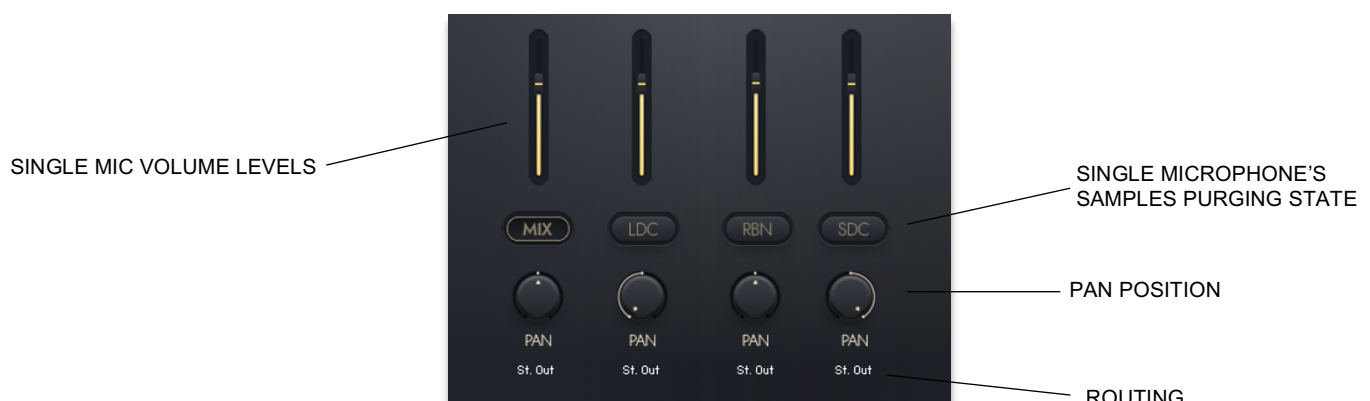 SINGLE MIC VOLUME LEVELS
SINGLE MICROPHONE’S
SAMPLES PURGING STATE
MIX LDC RBN SDC
PAN POSITION
PAN PAN PAN PAN
St. Out St. Out St. Out St. Out
ROUTING